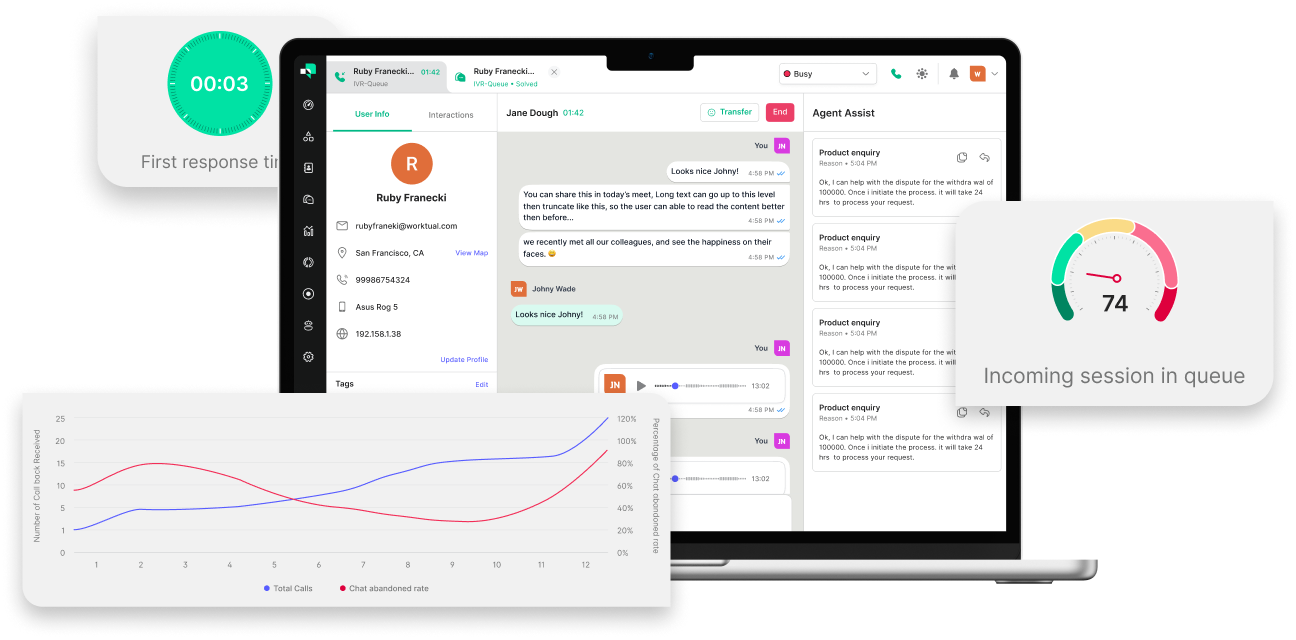 00:03
First response tin
Ruby Franecki... 01:42
IVR-Queue
Ruby Franecki...
IVR-Queue • Solved
Busy
W
User Info
Interactions
R
Ruby Franecki
rubyfraneki@worktual.com
San Francisco, CA View Map
99986754324
Asus Rog 5
192.158.1.38
Update Profile
Tags Edit
Jane Dough 01:42
Transfer
End
You JN
Looks nice Johny! 4:58 PM
You can share this in today's meet, Long text can go up to this level
then truncate like this, so the user can able to read the content better
then before...
4:58 PM
we recently met all our colleagues, and see the happiness on their
faces. 😄
4:58 PM
JW Johny Wade
Looks nice Johny! 4:58 PM
You JN
JN 13:02
4:58 PM
You JN
13:02
Agent Assist
Product enquiry
Reason • 5:04 PM
Ok, I can help with the dispute for the withdra wal of
100000. Once i initiate the process. it will take 24
hrs to process your request.
Product enquiry
Reason • 5:04 PM
Ok, I can help with the dispute for the wit
100000. Once i initiate the process. it will
hrs to process your request.
Product enquiry
Reason • 5:04 PM
Ok, I can help with the dispute for the wit
100000. Once i initiate the process. it will
hrs to process your request.
Product enquiry
Reason • 5:04 PM
Ok, I can help with the dispute for the withdra wal of
100000. Once i initiate the process. it will take 24
hrs to process your request.
74
Incoming session in queue
Number of Call back Received
25
20
15
10
5
1
0
120%
100%
80%
60%
40%
20%
0%
Percentage of Chat abandoned rate
1 2 3 4 5 6 7 8 9 10 11 12
Total Calls Chat abandoned rate